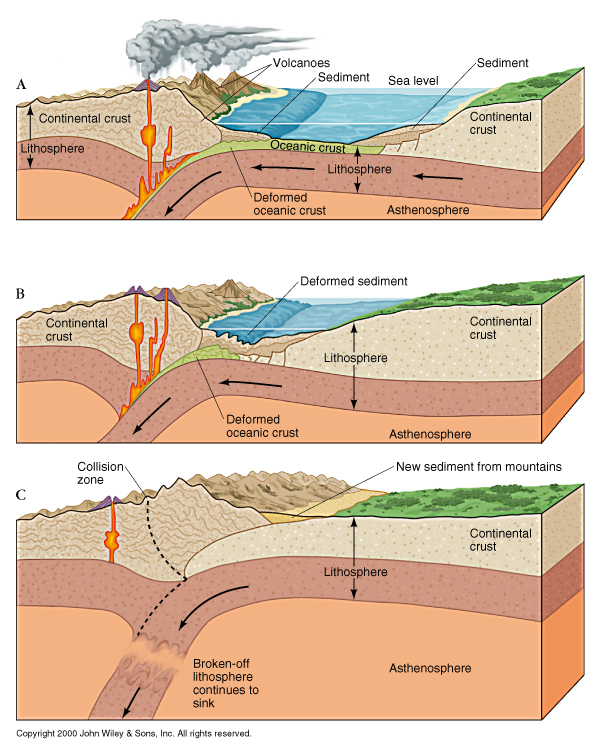 A
Volcanoes
Sediment
Sea level
Sediment
Continental crust
Continental
crust
Lithosphere
Oceanic crust
Lithosphere
Deformed
oceanic crust
Asthenosphere
B
Deformed sediment
Continental
crust
Continental
crust
Lithosphere
Deformed
oceanic crust
Asthenosphere
C
Collision
zone
New sediment from mountains
Continental
crust
Lithosphere
Broken-off
lithosphere
continues to
sink
Asthenosphere
Copyright 2000 John Wiley & Sons, Inc. All rights reserved.